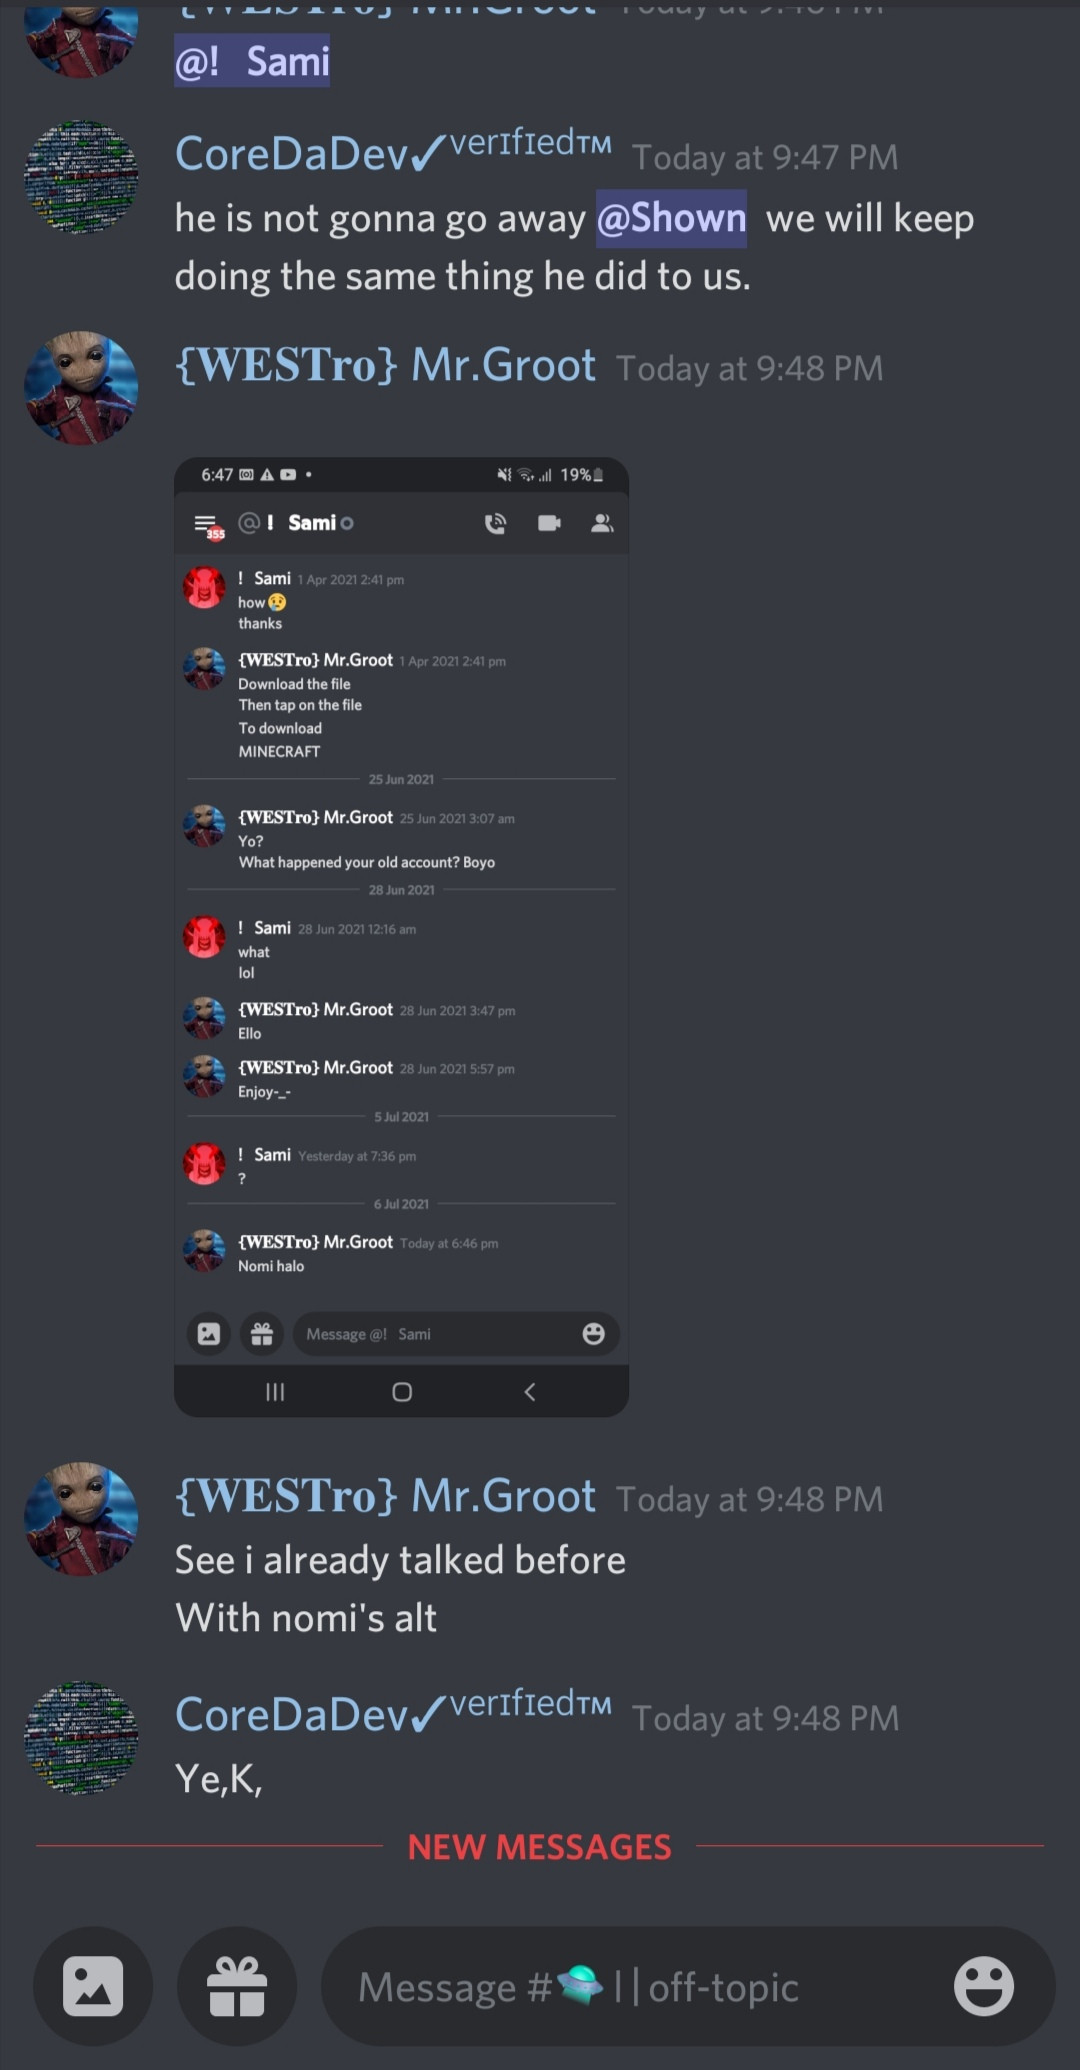 {WESTro} Mr.Groot Today at 9:48 PM
@! Sami
CoreDaDev✓verIfIed™ Today at 9:47 PM
he is not gonna go away @Shown we will keep
doing the same thing he did to us.
{WESTro} Mr.Groot Today at 9:48 PM
6:47 19%
355 @ ! Sami
! Sami 1 Apr 2021 2:41 pm
how😢
thanks
{WESTro} Mr.Groot 1 Apr 2021 2:41 pm
Download the file
Then tap on the file
To download
MINECRAFT
25 Jun 2021
{WESTro} Mr.Groot 25 Jun 2021 3:07 am
Yo?
What happened your old account? Boyo
28 Jun 2021
! Sami 28 Jun 2021 12:16 am
what
lol
{WESTro} Mr.Groot 28 Jun 2021 3:47 pm
Ello
{WESTro} Mr.Groot 28 Jun 2021 5:57 pm
Enjoy-_-
5 Jul 2021
! Sami Yesterday at 7:36 pm
?
6 Jul 2021
{WESTro} Mr.Groot Today at 6:46 pm
Nomi halo
Message @! Sami
{WESTro} Mr.Groot Today at 9:48 PM
See i already talked before
With nomi's alt
CoreDaDev✓verIfIed™ Today at 9:48 PM
Ye,K,
NEW MESSAGES
Message #🛸||off-topic